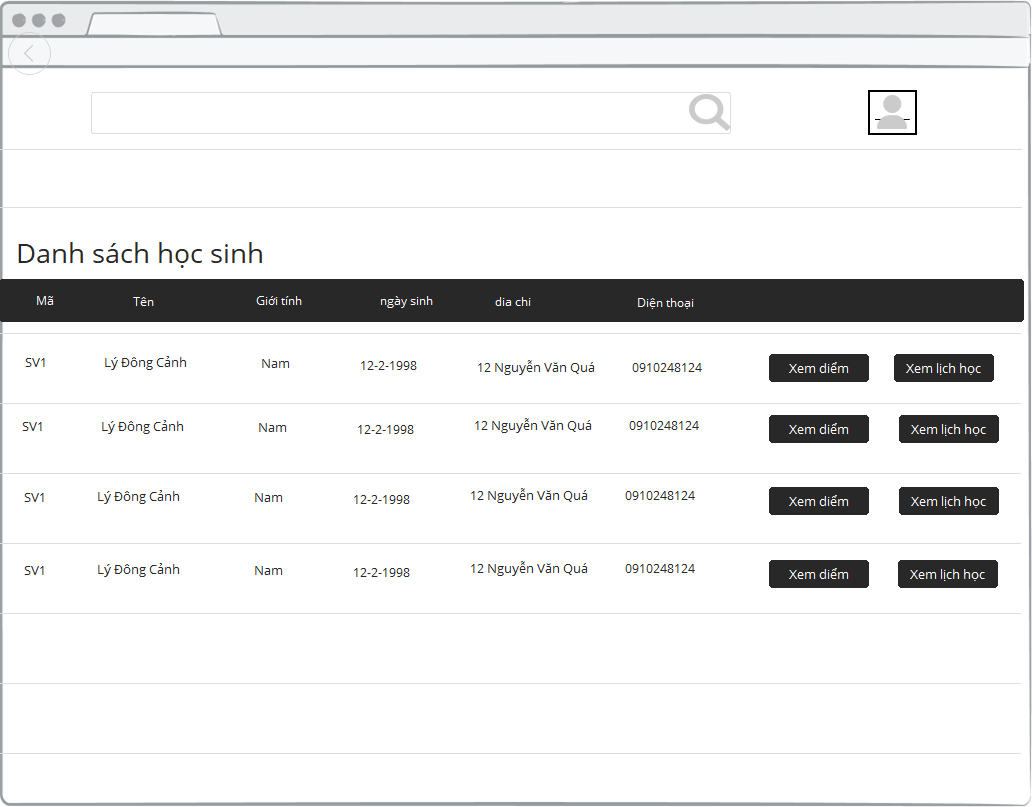 Danh sách học sinh
Mã Tên Giới tính ngày sinh dia chi Diện thoại
SV1 Lý Đông Cảnh Nam 12-2-1998 12 Nguyễn Văn Quá 0910248124 Xem diểm Xem lịch học
SV1 Lý Đông Cảnh Nam 12-2-1998 12 Nguyễn Văn Quá 0910248124 Xem diểm Xem lịch học
SV1 Lý Đông Cảnh Nam 12-2-1998 12 Nguyễn Văn Quá 0910248124 Xem diểm Xem lịch học
SV1 Lý Đông Cảnh Nam 12-2-1998 12 Nguyễn Văn Quá 0910248124 Xem diểm Xem lịch học